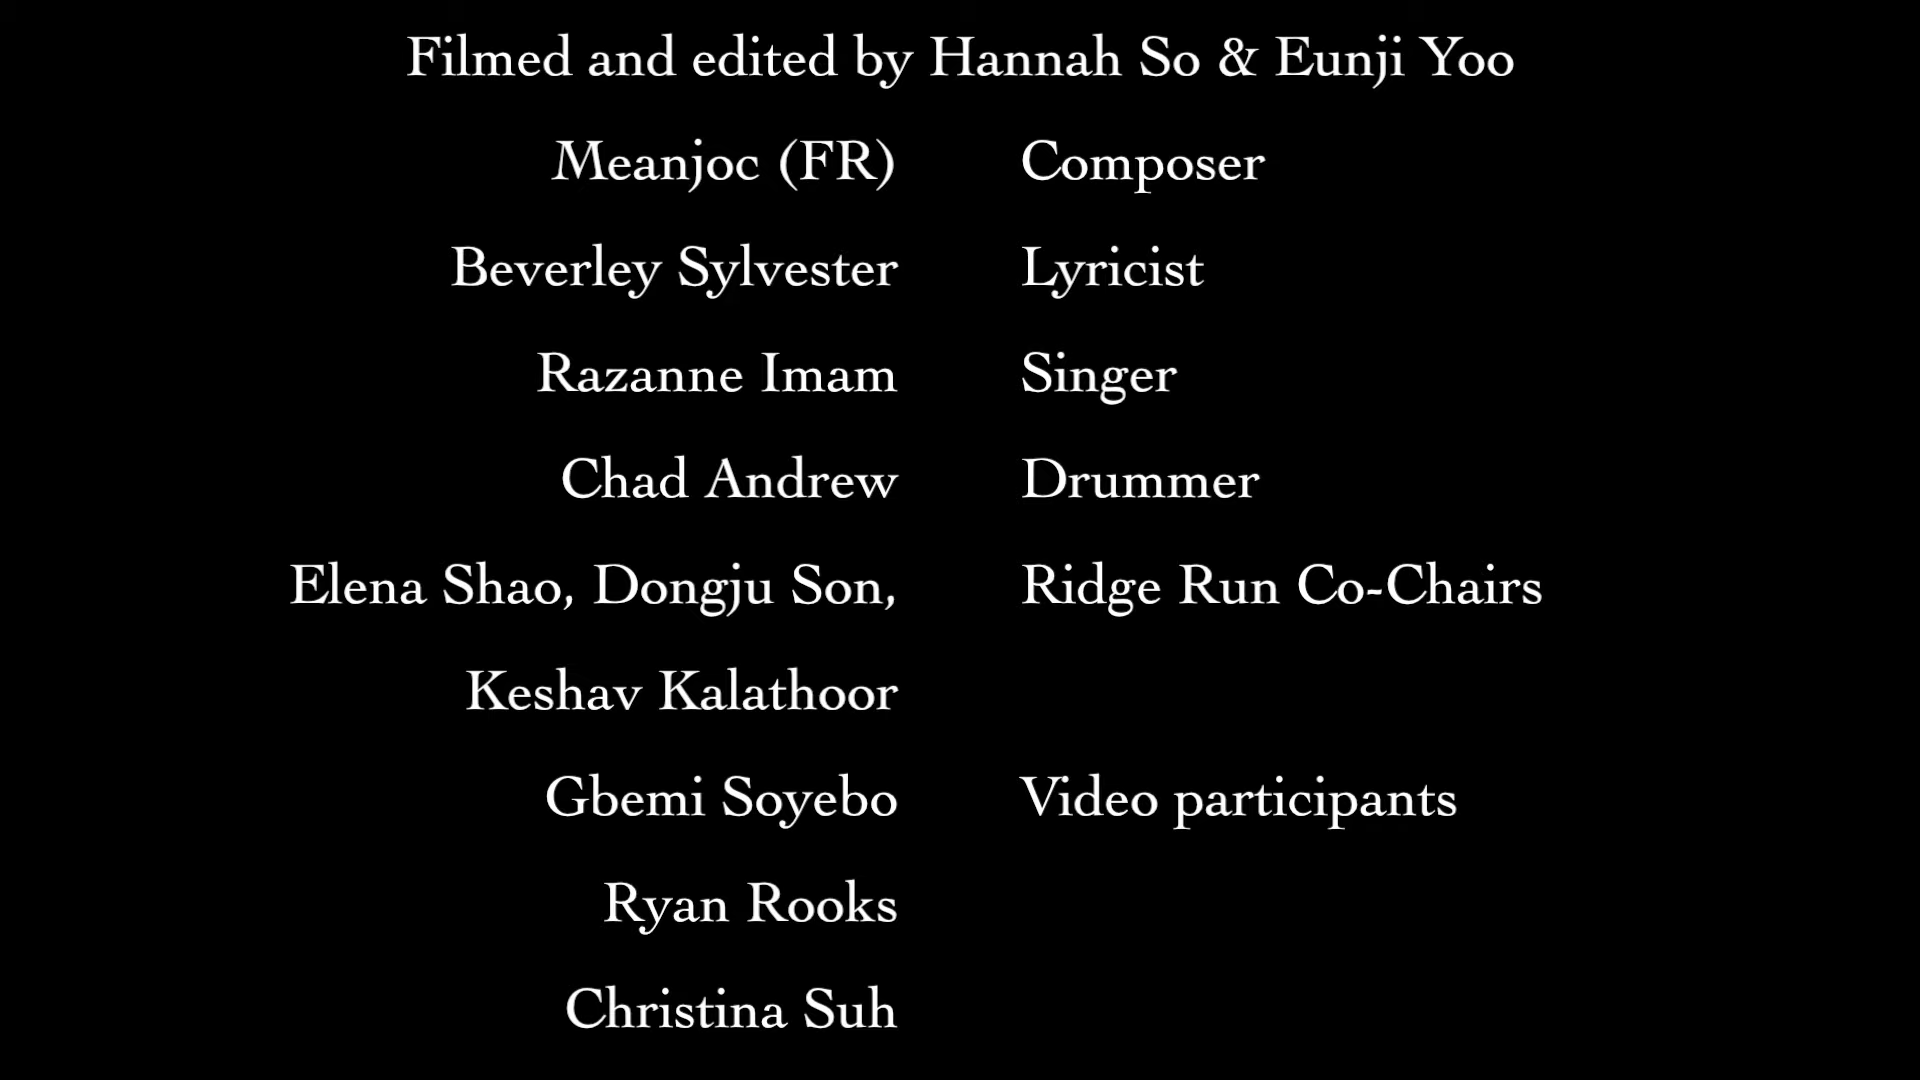 Filmed and edited by Hannah So & Eunji Yoo
Meanjoc (FR) Composer
Beverley Sylvester Lyricist
Razanne Imam Singer
Chad Andrew Drummer
Elena Shao, Dongju Son, Ridge Run Co-Chairs
Keshav Kalathoor
Gbemi Soyebo Video participants
Ryan Rooks
Christina Suh